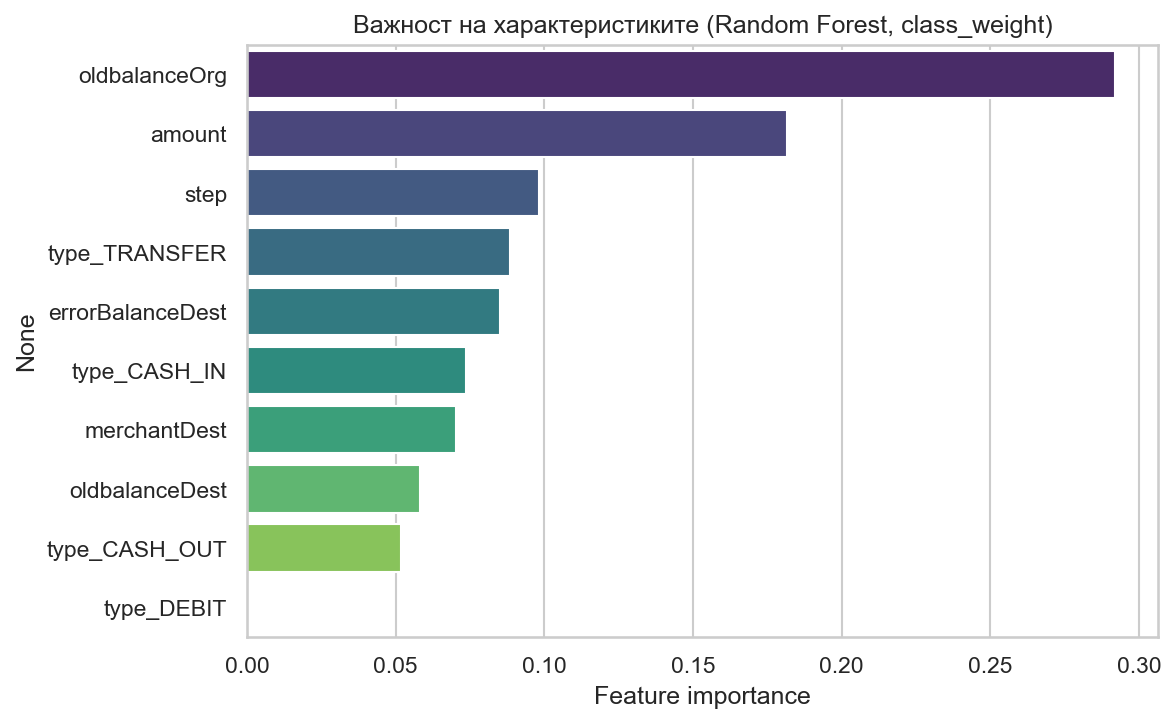 Важност на характеристиките (Random Forest, class_weight)
oldbalanceOrg
amount
step
type_TRANSFER
errorBalanceDest
type_CASH_IN
merchantDest
oldbalanceDest
type_CASH_OUT
type_DEBIT
None
0.00 0.05 0.10 0.15 0.20 0.25 0.30
Feature importance